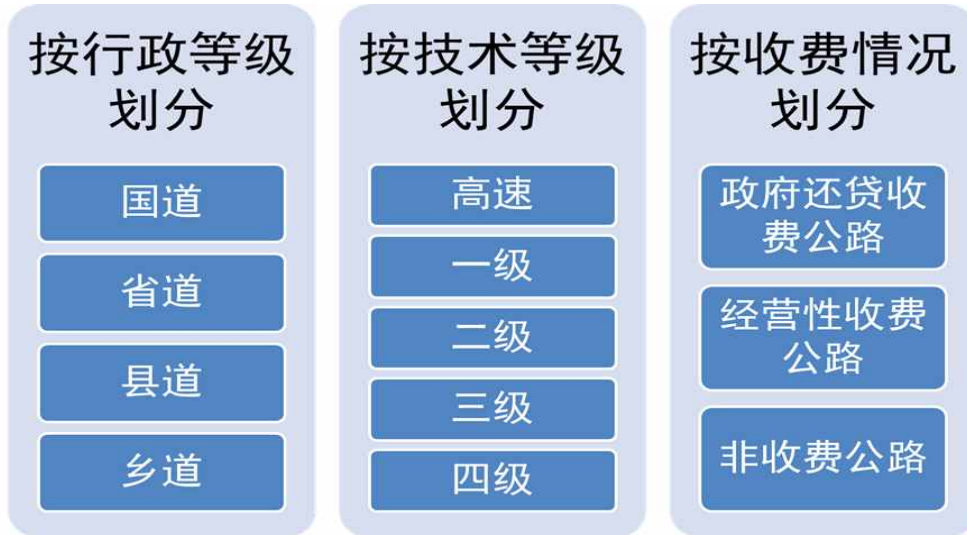 按行政等级
划分
国道
省道
县道
乡道
按技术等级
划分
高速
一级
二级
三级
四级
按收费情况
划分
政府还贷收
费公路
经营性收费
公路
非收费公路